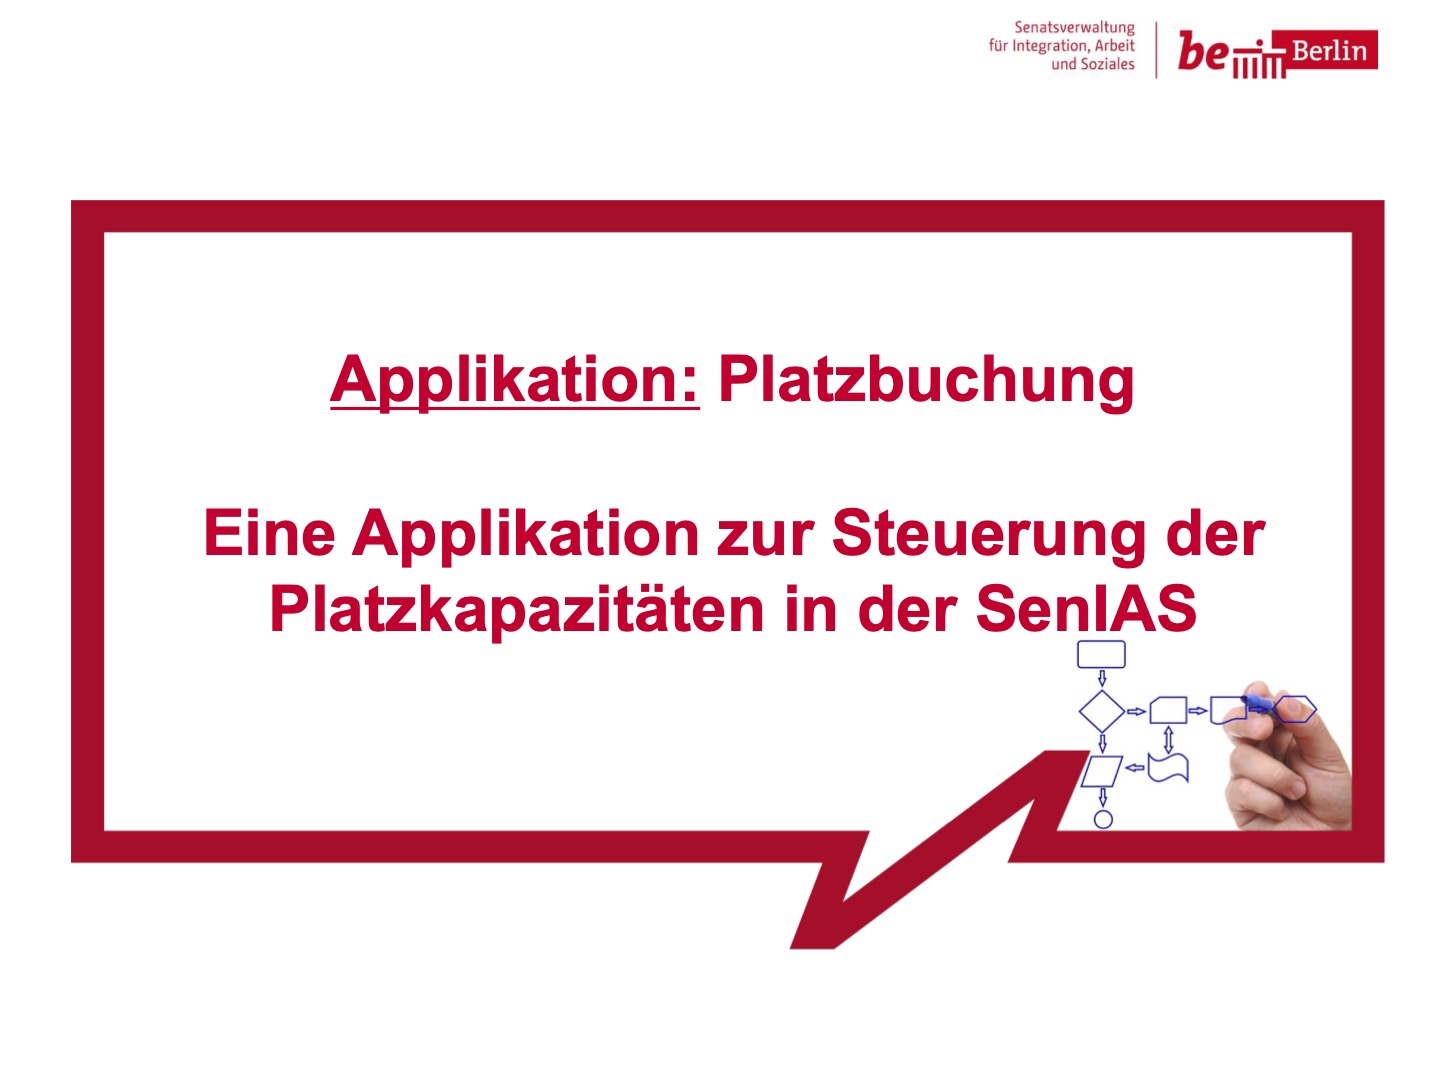 Senatsverwaltung
für Integration, Arbeit
und Soziales
be Berlin
Applikation: Platzbuchung
Eine Applikation zur Steuerung der
Platzkapazitäten in der SenIAS